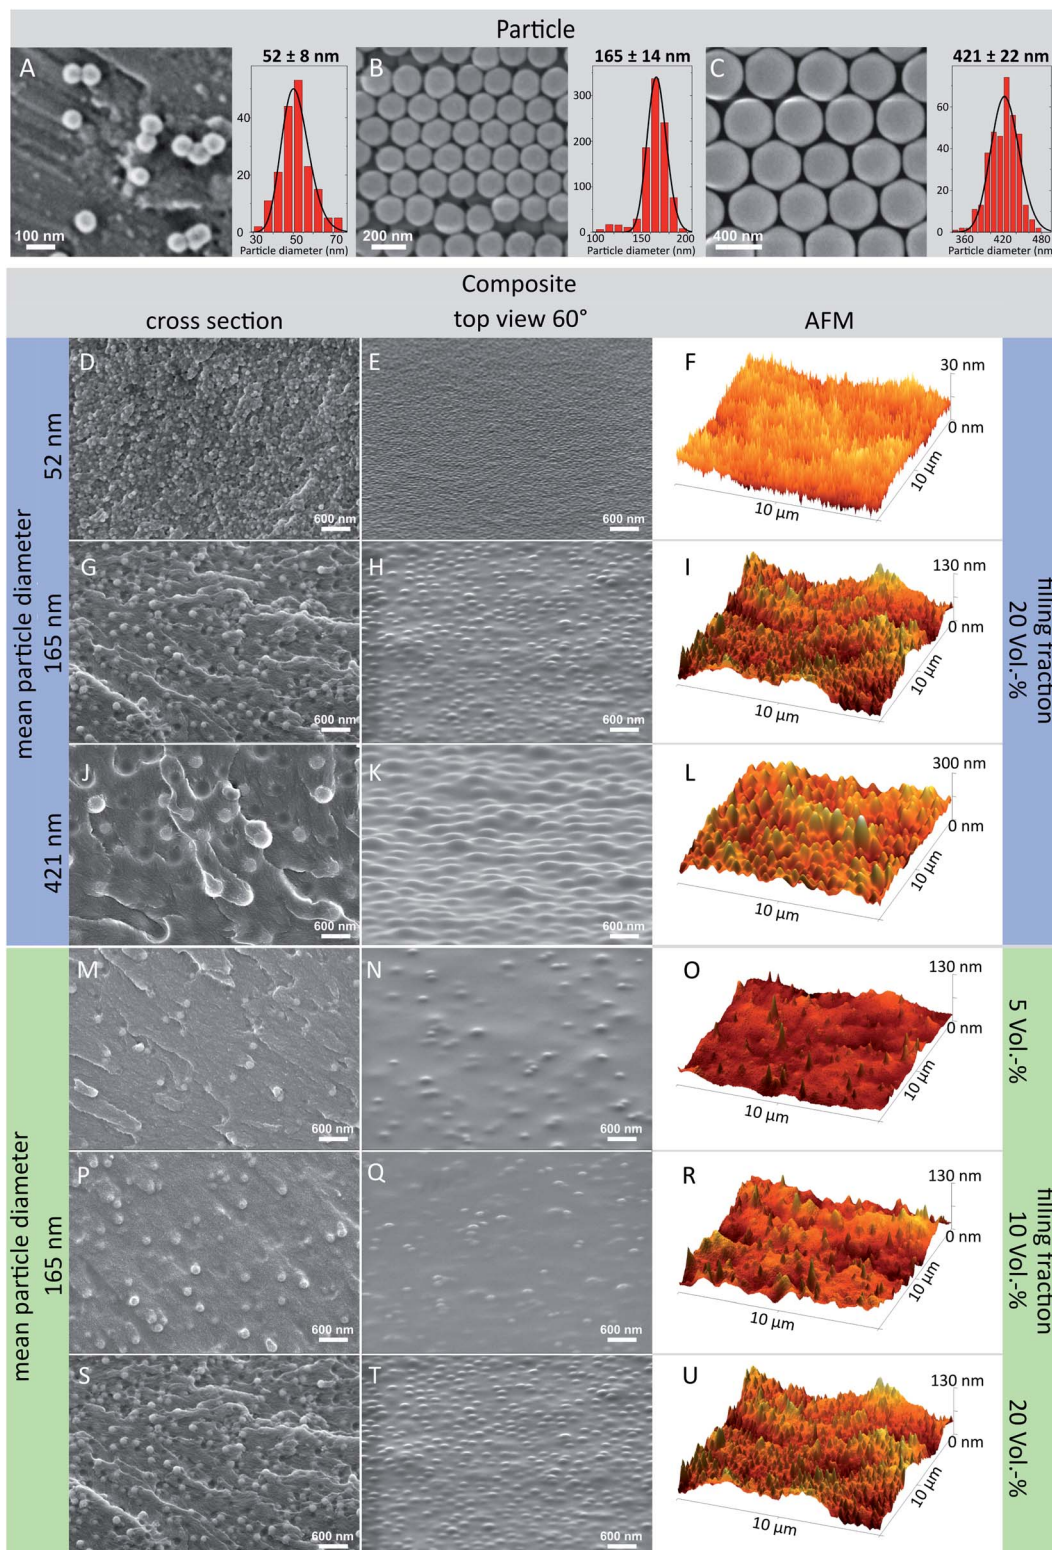 Particle
A
100 nm
52 ± 8 nm
40
20
0
30
50
70
Particle diameter (nm)
B
200 nm
165 ± 14 nm
300
200
100
0
100
150
200
Particle diameter (nm)
C
400 nm
421 ± 22 nm
60
40
20
0
360
420
480
Particle diameter (nm)
Composite
cross section
top view 60°
AFM
mean particle diameter
52 nm
165 nm
421 nm
filling fraction
20 Vol.-%
D
600 nm
E
600 nm
F
30 nm
0 nm
10 µm
10 µm
G
600 nm
H
600 nm
I
130 nm
0 nm
10 µm
10 µm
J
600 nm
K
600 nm
L
300 nm
0 nm
10 µm
10 µm
mean particle diameter
165 nm
filling fraction
5 Vol.-%
10 Vol.-%
20 Vol.-%
M
600 nm
N
600 nm
O
130 nm
0 nm
10 µm
10 µm
P
600 nm
Q
600 nm
R
130 nm
0 nm
10 µm
10 µm
S
600 nm
T
600 nm
U
130 nm
0 nm
10 µm
10 µm